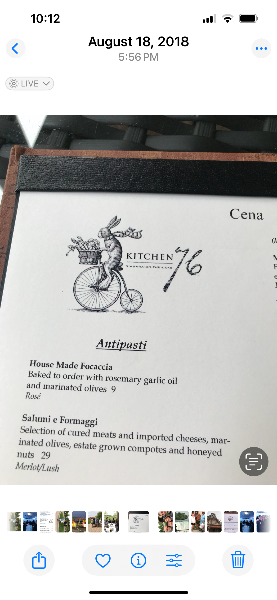 10:12
August 18, 2018
5:56 PM
LIVE
Cena
KITCHEN 76
Antipasti
House Made Focaccia
Baked to order with rosemary garlic oil
and marinated olives 9
Rosé
Salumi e Formaggi
Selection of cured meats and imported cheeses, mar-
inated olives, estate grown compotes and honeyed
nuts 29
Merlot/Lush